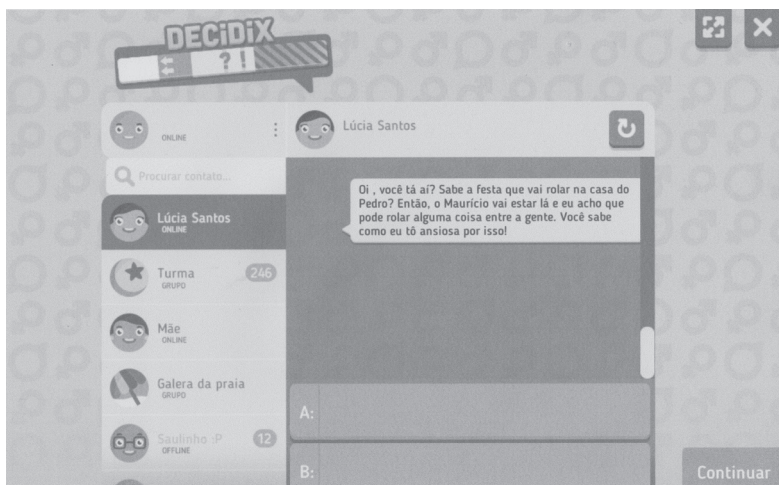 DECiDiX
?!
ONLINE
Lúcia Santos
Procurar contato...
Oi , você tá aí? Sabe a festa que vai rolar na casa do
Pedro? Então, o Maurício vai estar lá e eu acho que
pode rolar alguma coisa entre a gente. Você sabe
como eu tô ansiosa por isso!
Lúcia Santos
ONLINE
Turma
246
GRUPO
Mãe
ONLINE
Galera da praia
GRUPO
Saulinho :P
12
OFFLINE
A:
B:
Continuar